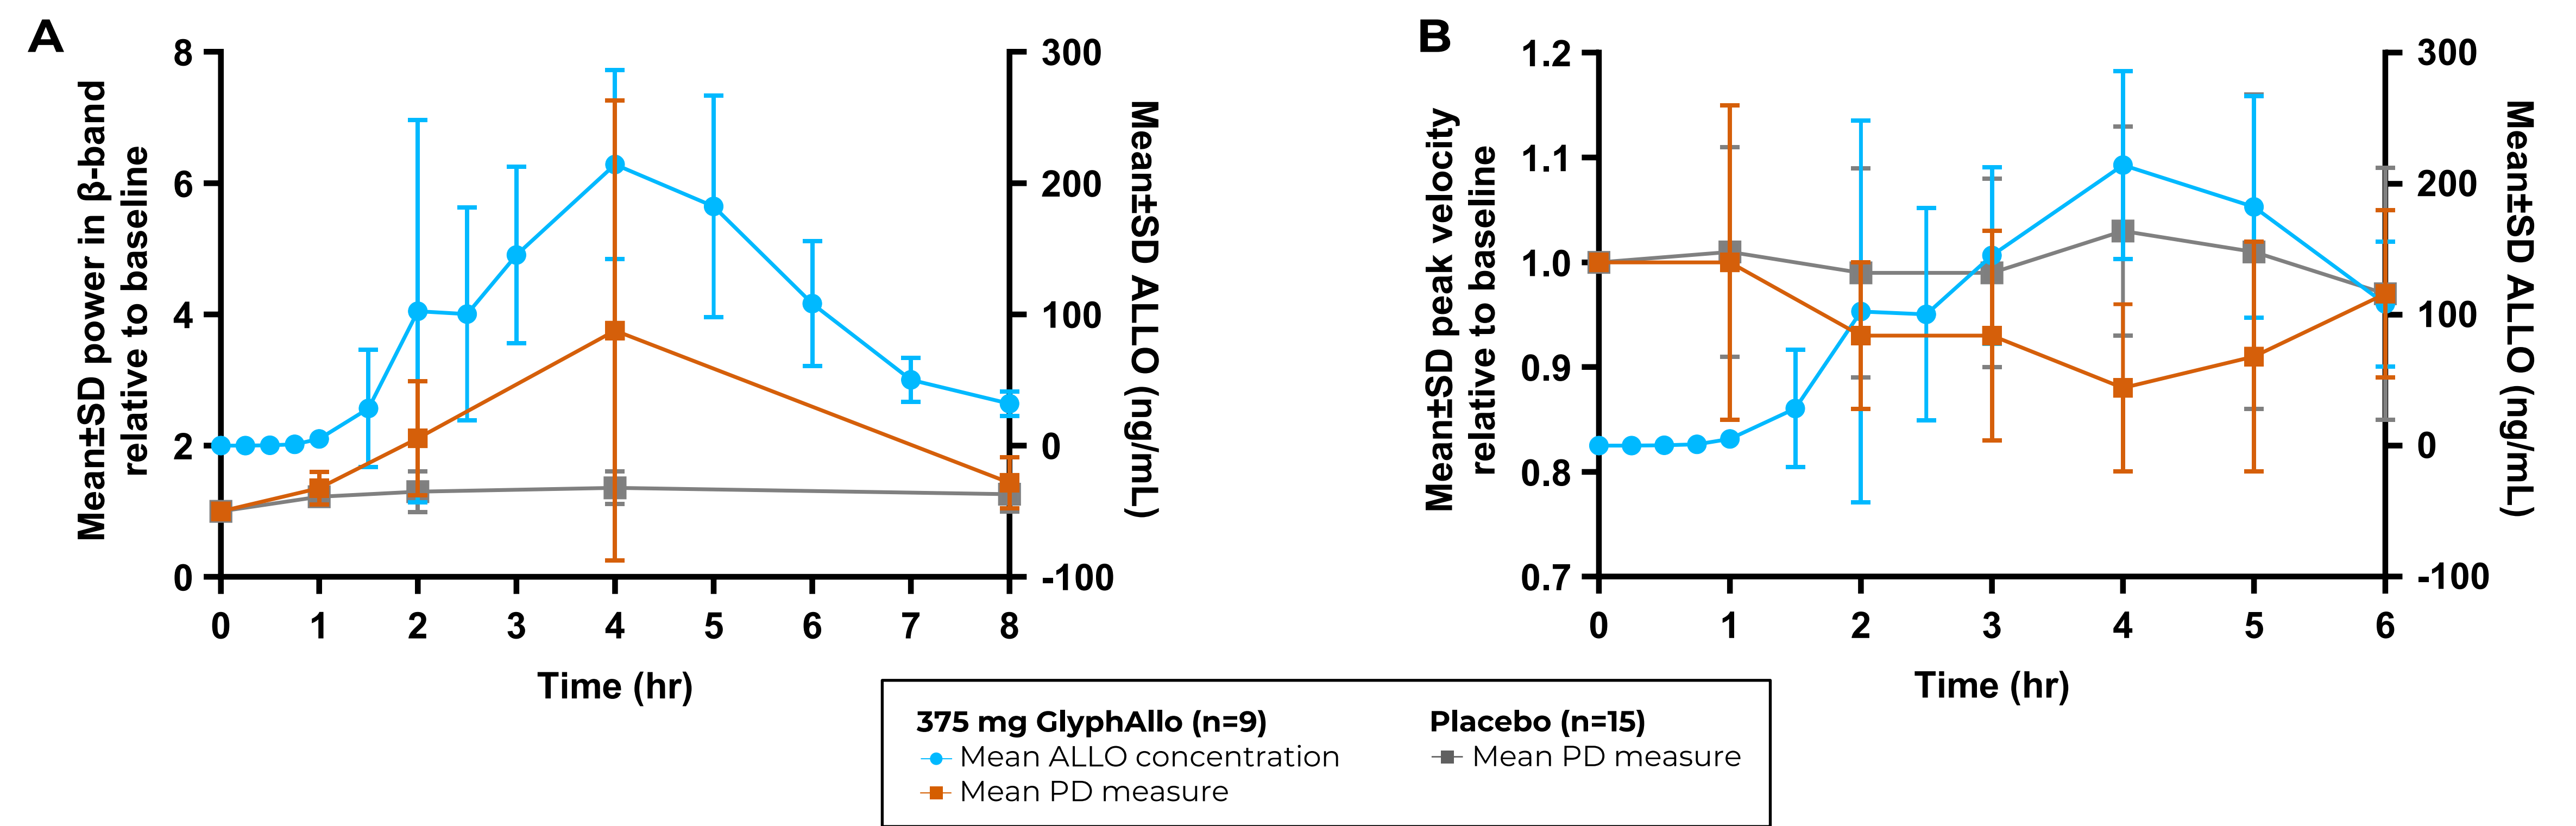 A
Mean±SD power in β-band
relative to baseline
8
6
4
2
0
300
200
100
0
-100
Mean±SD ALLO (ng/mL)
0 1 2 3 4 5 6 7 8
Time (hr)
B
Mean±SD peak velocity
relative to baseline
1.2
1.1
1.0
0.9
0.8
0.7
300
200
100
0
-100
Mean±SD ALLO (ng/mL)
0 1 2 3 4 5 6
Time (hr)
375 mg GlyphAllo (n=9)
Mean ALLO concentration
Mean PD measure
Placebo (n=15)
Mean PD measure